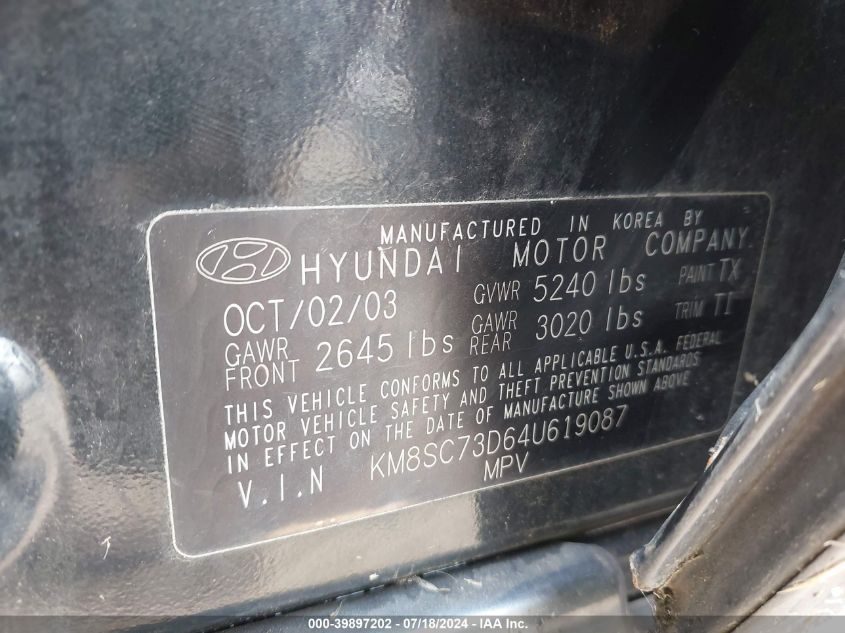 MANUFACTURED IN KOREA BY
HYUNDAI MOTOR COMPANY
OCT/02/03 GVWR 5240 lbs PAINT TX
GAWR FRONT 2645 lbs GAWR REAR 3020 lbs TRIM TI
THIS VEHICLE CONFORMS TO ALL APPLICABLE U.S.A. FEDERAL
MOTOR VEHICLE SAFETY AND THEFT PREVENTION STANDARDS
IN EFFECT ON THE DATE OF MANUFACTURE SHOWN ABOVE
V.I.N KM8SC73D64U619087
MPV
000-39897202 - 07/18/2024 - IAA Inc.